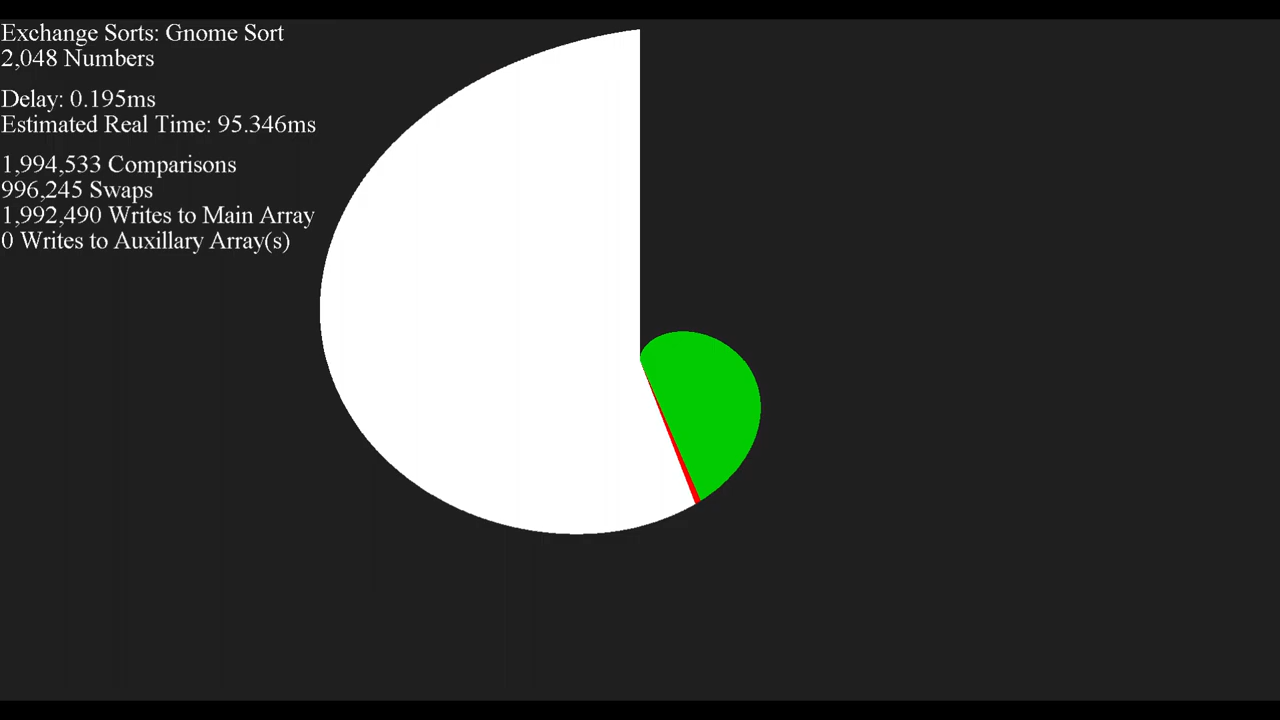 Exchange Sorts: Gnome Sort
2,048 Numbers
Delay: 0.195ms
Estimated Real Time: 95.346ms
1,994,533 Comparisons
996,245 Swaps
1,992,490 Writes to Main Array
0 Writes to Auxillary Array(s)